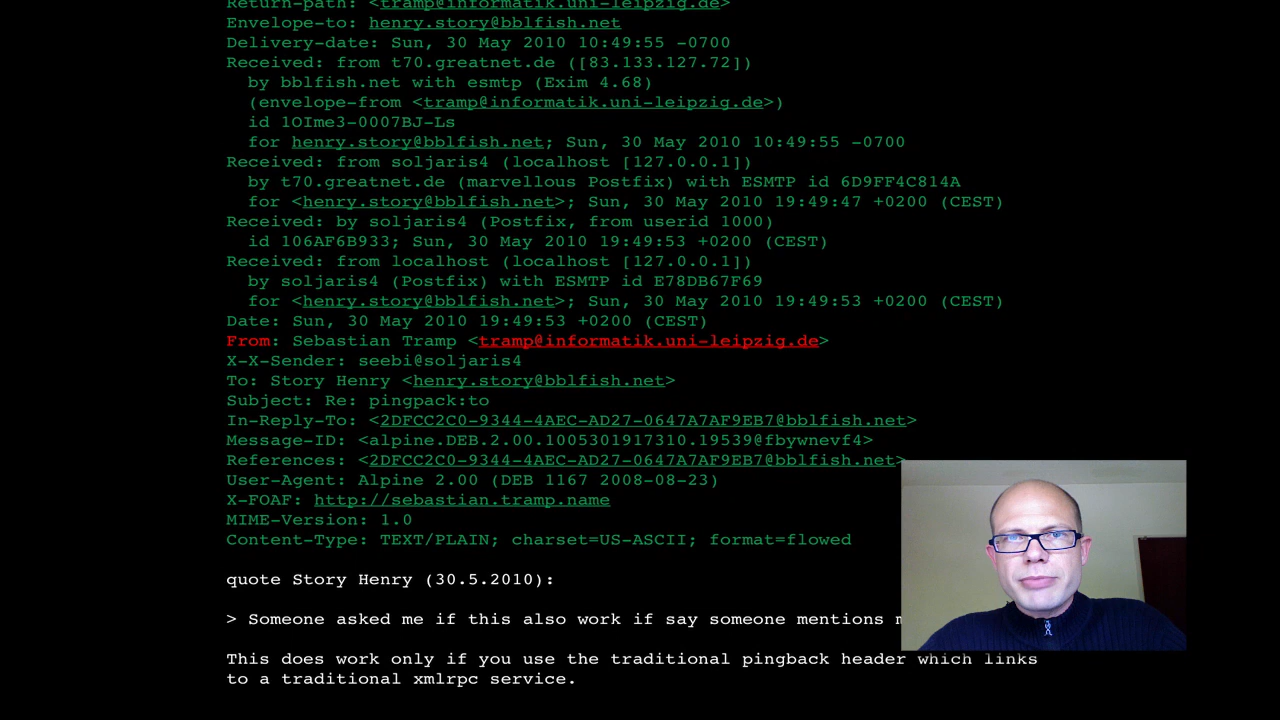 Return-path: <tramp@informatik.uni-leipzig.de>
Envelope-to: henry.story@bblfish.net
Delivery-date: Sun, 30 May 2010 10:49:55 -0700
Received: from t70.greatnet.de ([83.133.127.72])
by bblfish.net with esmtp (Exim 4.68)
(envelope-from <tramp@informatik.uni-leipzig.de>)
id 1OIme3-0007BJ-Ls
for henry.story@bblfish.net; Sun, 30 May 2010 10:49:55 -0700
Received: from soljaris4 (localhost [127.0.0.1])
by t70.greatnet.de (marvellous Postfix) with ESMTP id 6D9FF4C814A
for <henry.story@bblfish.net>; Sun, 30 May 2010 19:49:47 +0200 (CEST)
Received: by soljaris4 (Postfix, from userid 1000)
id 106AF6B933; Sun, 30 May 2010 19:49:53 +0200 (CEST)
Received: from localhost (localhost [127.0.0.1])
by soljaris4 (Postfix) with ESMTP id E78DB67F69
for <henry.story@bblfish.net>; Sun, 30 May 2010 19:49:53 +0200 (CEST)
Date: Sun, 30 May 2010 19:49:53 +0200 (CEST)
From: Sebastian Tramp <tramp@informatik.uni-leipzig.de>
X-X-Sender: seebi@soljaris4
To: Story Henry <henry.story@bblfish.net>
Subject: Re: pingpack:to
In-Reply-To: <2DFCC2C0-9344-4AEC-AD27-0647A7AF9EB7@bblfish.net>
Message-ID: <alpine.DEB.2.00.1005301917310.19539@fbywnevf4>
References: <2DFCC2C0-9344-4AEC-AD27-0647A7AF9EB7@bblfish.net>
User-Agent: Alpine 2.00 (DEB 1167 2008-08-23)
X-FOAF: http://sebastian.tramp.name
MIME-Version: 1.0
Content-Type: TEXT/PLAIN; charset=US-ASCII; format=flowed
quote Story Henry (30.5.2010):
> Someone asked me if this also work if say someone mentions
This does work only if you use the traditional pingback header which links
to a traditional xmlrpc service.